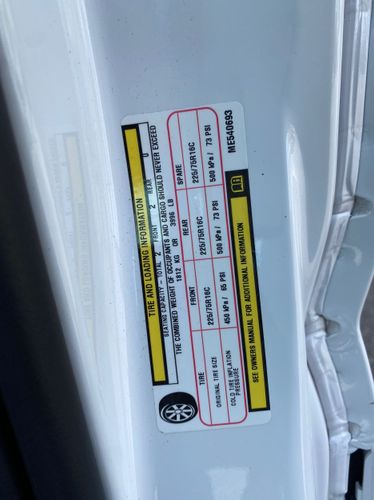 TIRE AND LOADING INFORMATION
SEATING CAPACITY - TOTAL 2 FRONT 2 REAR 0
THE COMBINED WEIGHT OF OCCUPANTS AND CARGO SHOULD NEVER EXCEED
1812 KG OR 3996 LB
TIRE FRONT REAR SPARE
ORIGINAL TIRE SIZE 225/75R16C 225/75R16C 225/75R16C
COLD TIRE INFLATION PRESSURE 450 kPa / 65 PSI 500 kPa / 73 PSI 500 kPa / 73 PSI
SEE OWNERS MANUAL FOR ADDITIONAL INFORMATION
ME540693